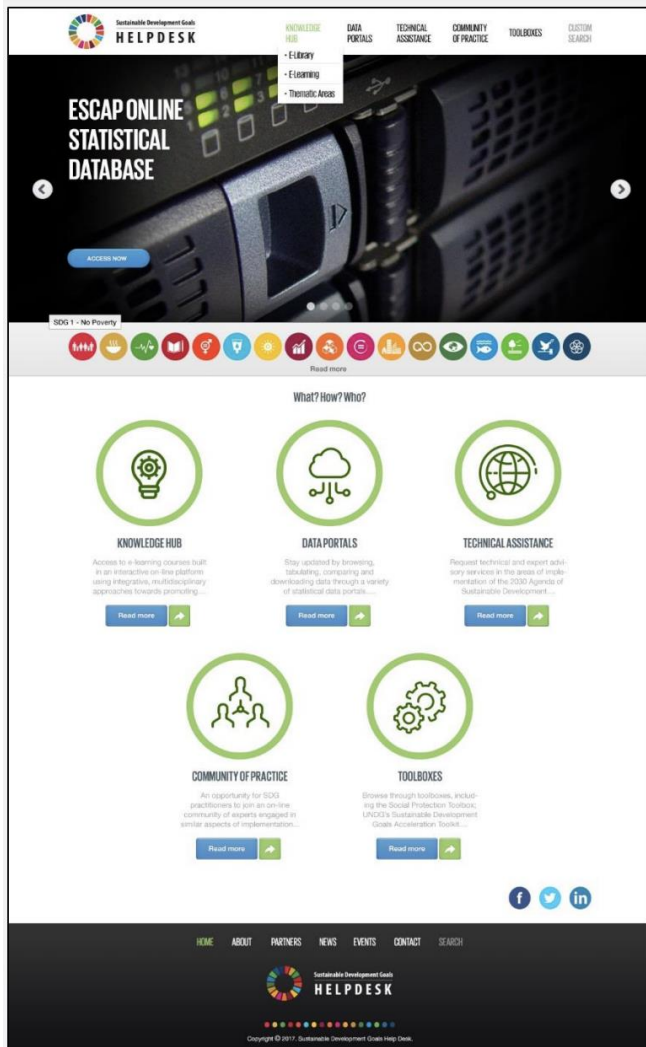 Sustainable Development Goals
HELPDESK
KNOWLEDGE HUB
DATA PORTALS
TECHNICAL ASSISTANCE
COMMUNITY OF PRACTICE
TOOLBOXES
CUSTOM SEARCH
• E-Library
• E-Learning
• Thematic Areas
ESCAP ONLINE
STATISTICAL
DATABASE
ACCESS NOW
SDG 1 - No Poverty
Read more
What? How? Who?
KNOWLEDGE HUB
Access to e-learning courses built
in an interactive on-line platform
using integrative, multidisciplinary
approaches towards promoting....
Read more
DATA PORTALS
Stay updated by browsing,
tabulating, comparing and
downloading data through a variety
of statistical data portals....
Read more
TECHNICAL ASSISTANCE
Request technical and expert advi-
sory services in the areas of imple-
mentation of the 2030 Agenda of
Sustainable Development....
Read more
COMMUNITY OF PRACTICE
An opportunity for SDG
practitioners to join an on-line
community of experts engaged in
similar aspects of implementation...
Read more
TOOLBOXES
Browse through toolboxes, includ-
ing the Social Protection Toolbox;
UNDG's Sustainable Development
Goals Acceleration Toolkit....
Read more
HOME ABOUT PARTNERS NEWS EVENTS CONTACT SEARCH
Sustainable Development Goals
HELPDESK
Copyright © 2017. Sustainable Development Goals Help Desk.